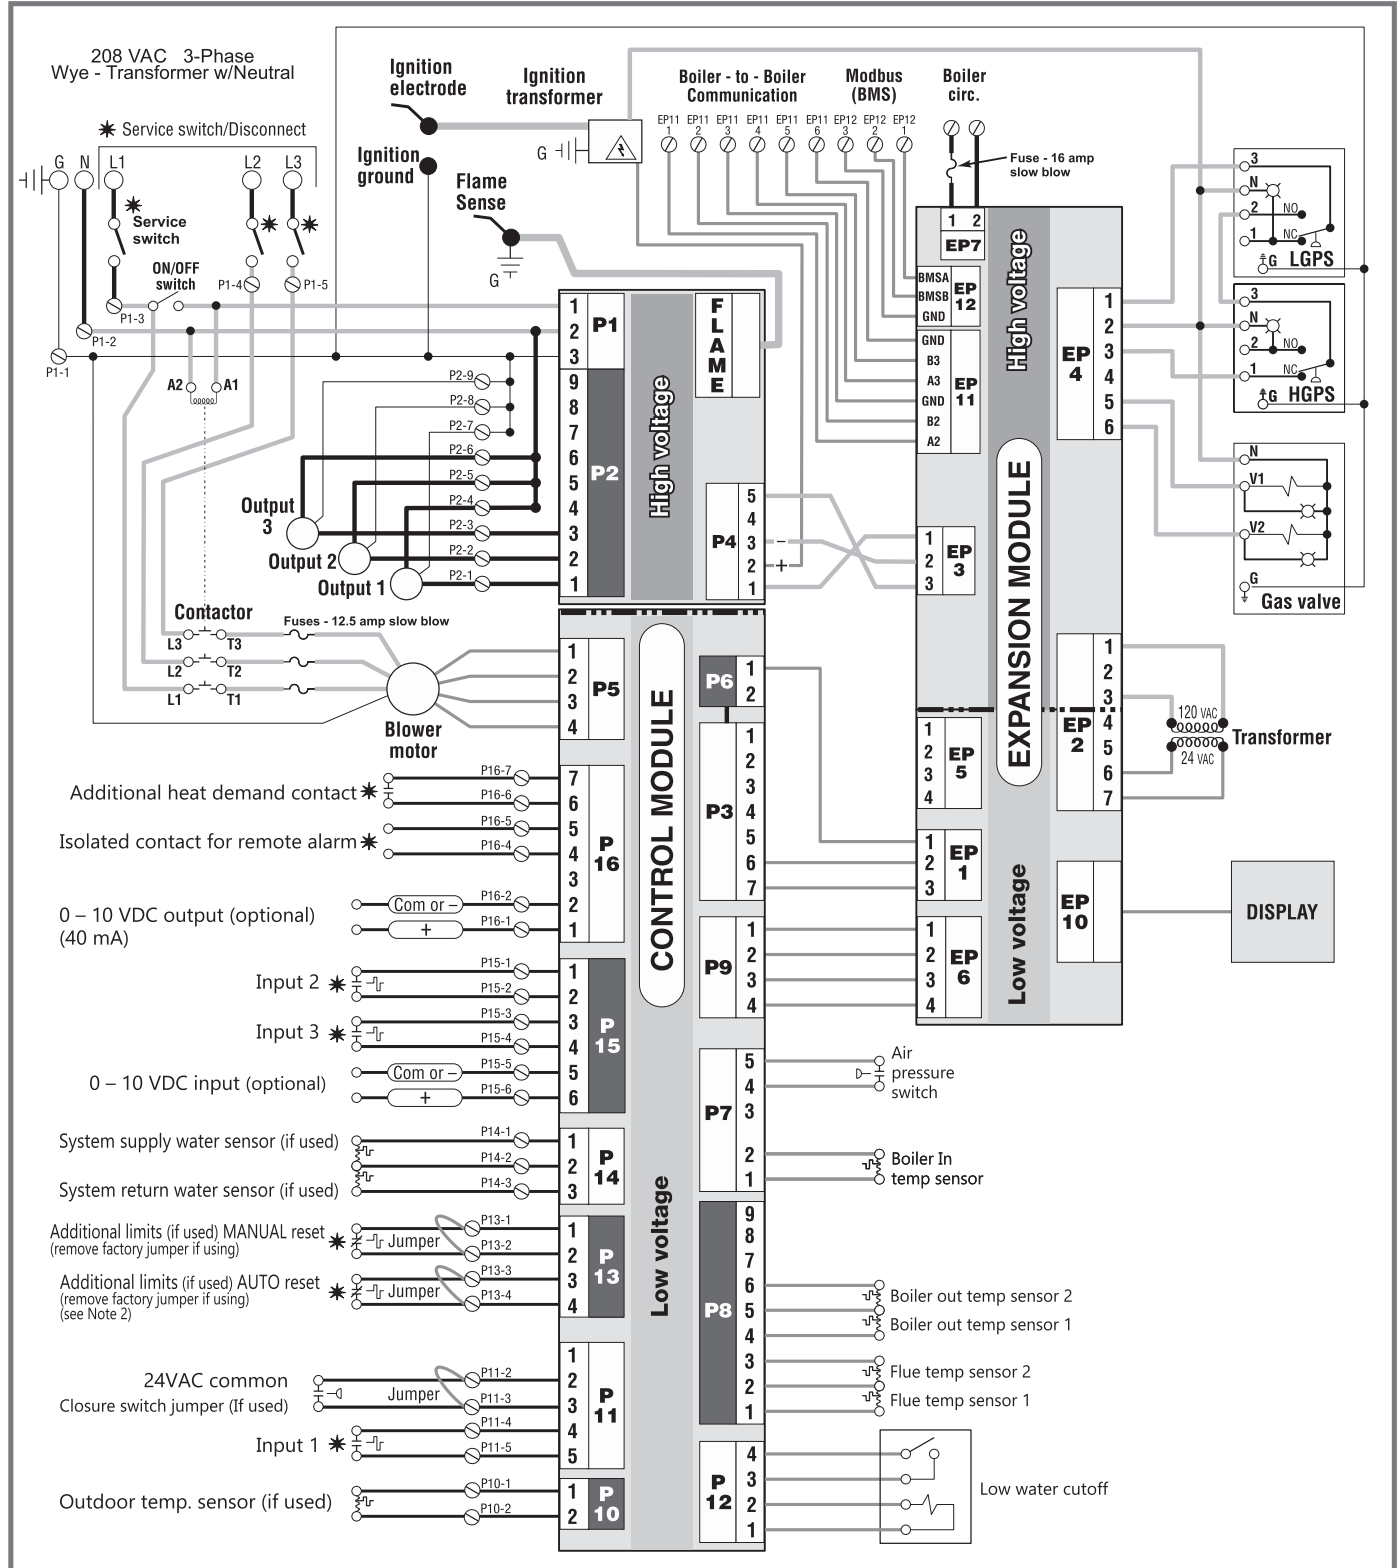 208 VAC 3-Phase
Wye - Transformer w/Neutral
Service switch/Disconnect
G N L1 L2 L3
Service
switch
ON/OFF
switch
P1-4
P1-5
P1-3
P1-2
P1-1
A2 A1
Ignition
electrode
Ignition
transformer
G
Ignition
ground
Flame
Sense
G
Boiler - to - Boiler
Communication
Modbus
(BMS)
Boiler
circ.
EP11 EP11 EP11 EP11 EP11 EP11 EP12 EP12 EP12
1 2 3 4 5 6 3 2 1
Fuse - 16 amp
slow blow
1 2 3
P1
9 8 7 6 5 4 3 2 1
P2
P2-9
P2-8
P2-7
P2-6
P2-5
P2-4
P2-3
P2-2
P2-1
Output
3
Output 2
Output 1
High voltage
FLAME
5 4 3 2 1
P4
–
+
Contactor
Fuses - 12.5 amp slow blow
L3 T3
L2 T2
L1 T1
Blower
motor
1 2 3 4
P5
CONTROL MODULE
Low voltage
P6
1 2
P3
1 2 3 4 5 6 7
P9
1 2 3 4
P7
5 4 3 2 1
P8
9 8 7 6 5 4 3 2 1
P
12
4 3 2 1
Additional heat demand contact
P16-7
P16-6
Isolated contact for remote alarm
P16-5
P16-4
0 – 10 VDC output (optional)
(40 mA)
Com or –
+
P16-2
P16-1
7 6 5 4 3 2 1
P
16
Input 2
P15-1
P15-2
Input 3
P15-3
P15-4
0 – 10 VDC input (optional)
Com or –
+
P15-5
P15-6
1 2 3 4 5 6
P
15
System supply water sensor (if used)
System return water sensor (if used)
P14-1
P14-2
P14-3
1 2 3
P
14
Additional limits (if used) MANUAL reset
(remove factory jumper if using)
Jumper
P13-1
P13-2
Additional limits (if used) AUTO reset
(remove factory jumper if using)
(see Note 2)
Jumper
P13-3
P13-4
1 2 3 4
P
13
24VAC common
Closure switch jumper (If used)
Jumper
P11-2
P11-3
Input 1
P11-4
P11-5
1 2 3 4 5
P
11
Outdoor temp. sensor (if used)
P10-1
P10-2
1 2
P
10
1 2
EP7
BMSA
BMSB
GND
EP
12
GND
B3
A3
GND
B2
A2
EP
11
High voltage
EXPANSION MODULE
Low voltage
EP
4
1 2 3 4 5 6
1 2 3
EP
3
EP
2
1 2 3 4 5 6 7
1 2 3 4
EP
5
1 2 3
EP
1
1 2 3 4
EP
6
EP
10
3
N
2 NO
1 NC
G LGPS
3
N
2 NO
1 NC
G HGPS
N
V1
V2
G
Gas valve
120 VAC
24 VAC
Transformer
DISPLAY
Air
pressure
switch
Boiler In
temp sensor
Boiler out temp sensor 2
Boiler out temp sensor 1
Flue temp sensor 2
Flue temp sensor 1
Low water cutoff